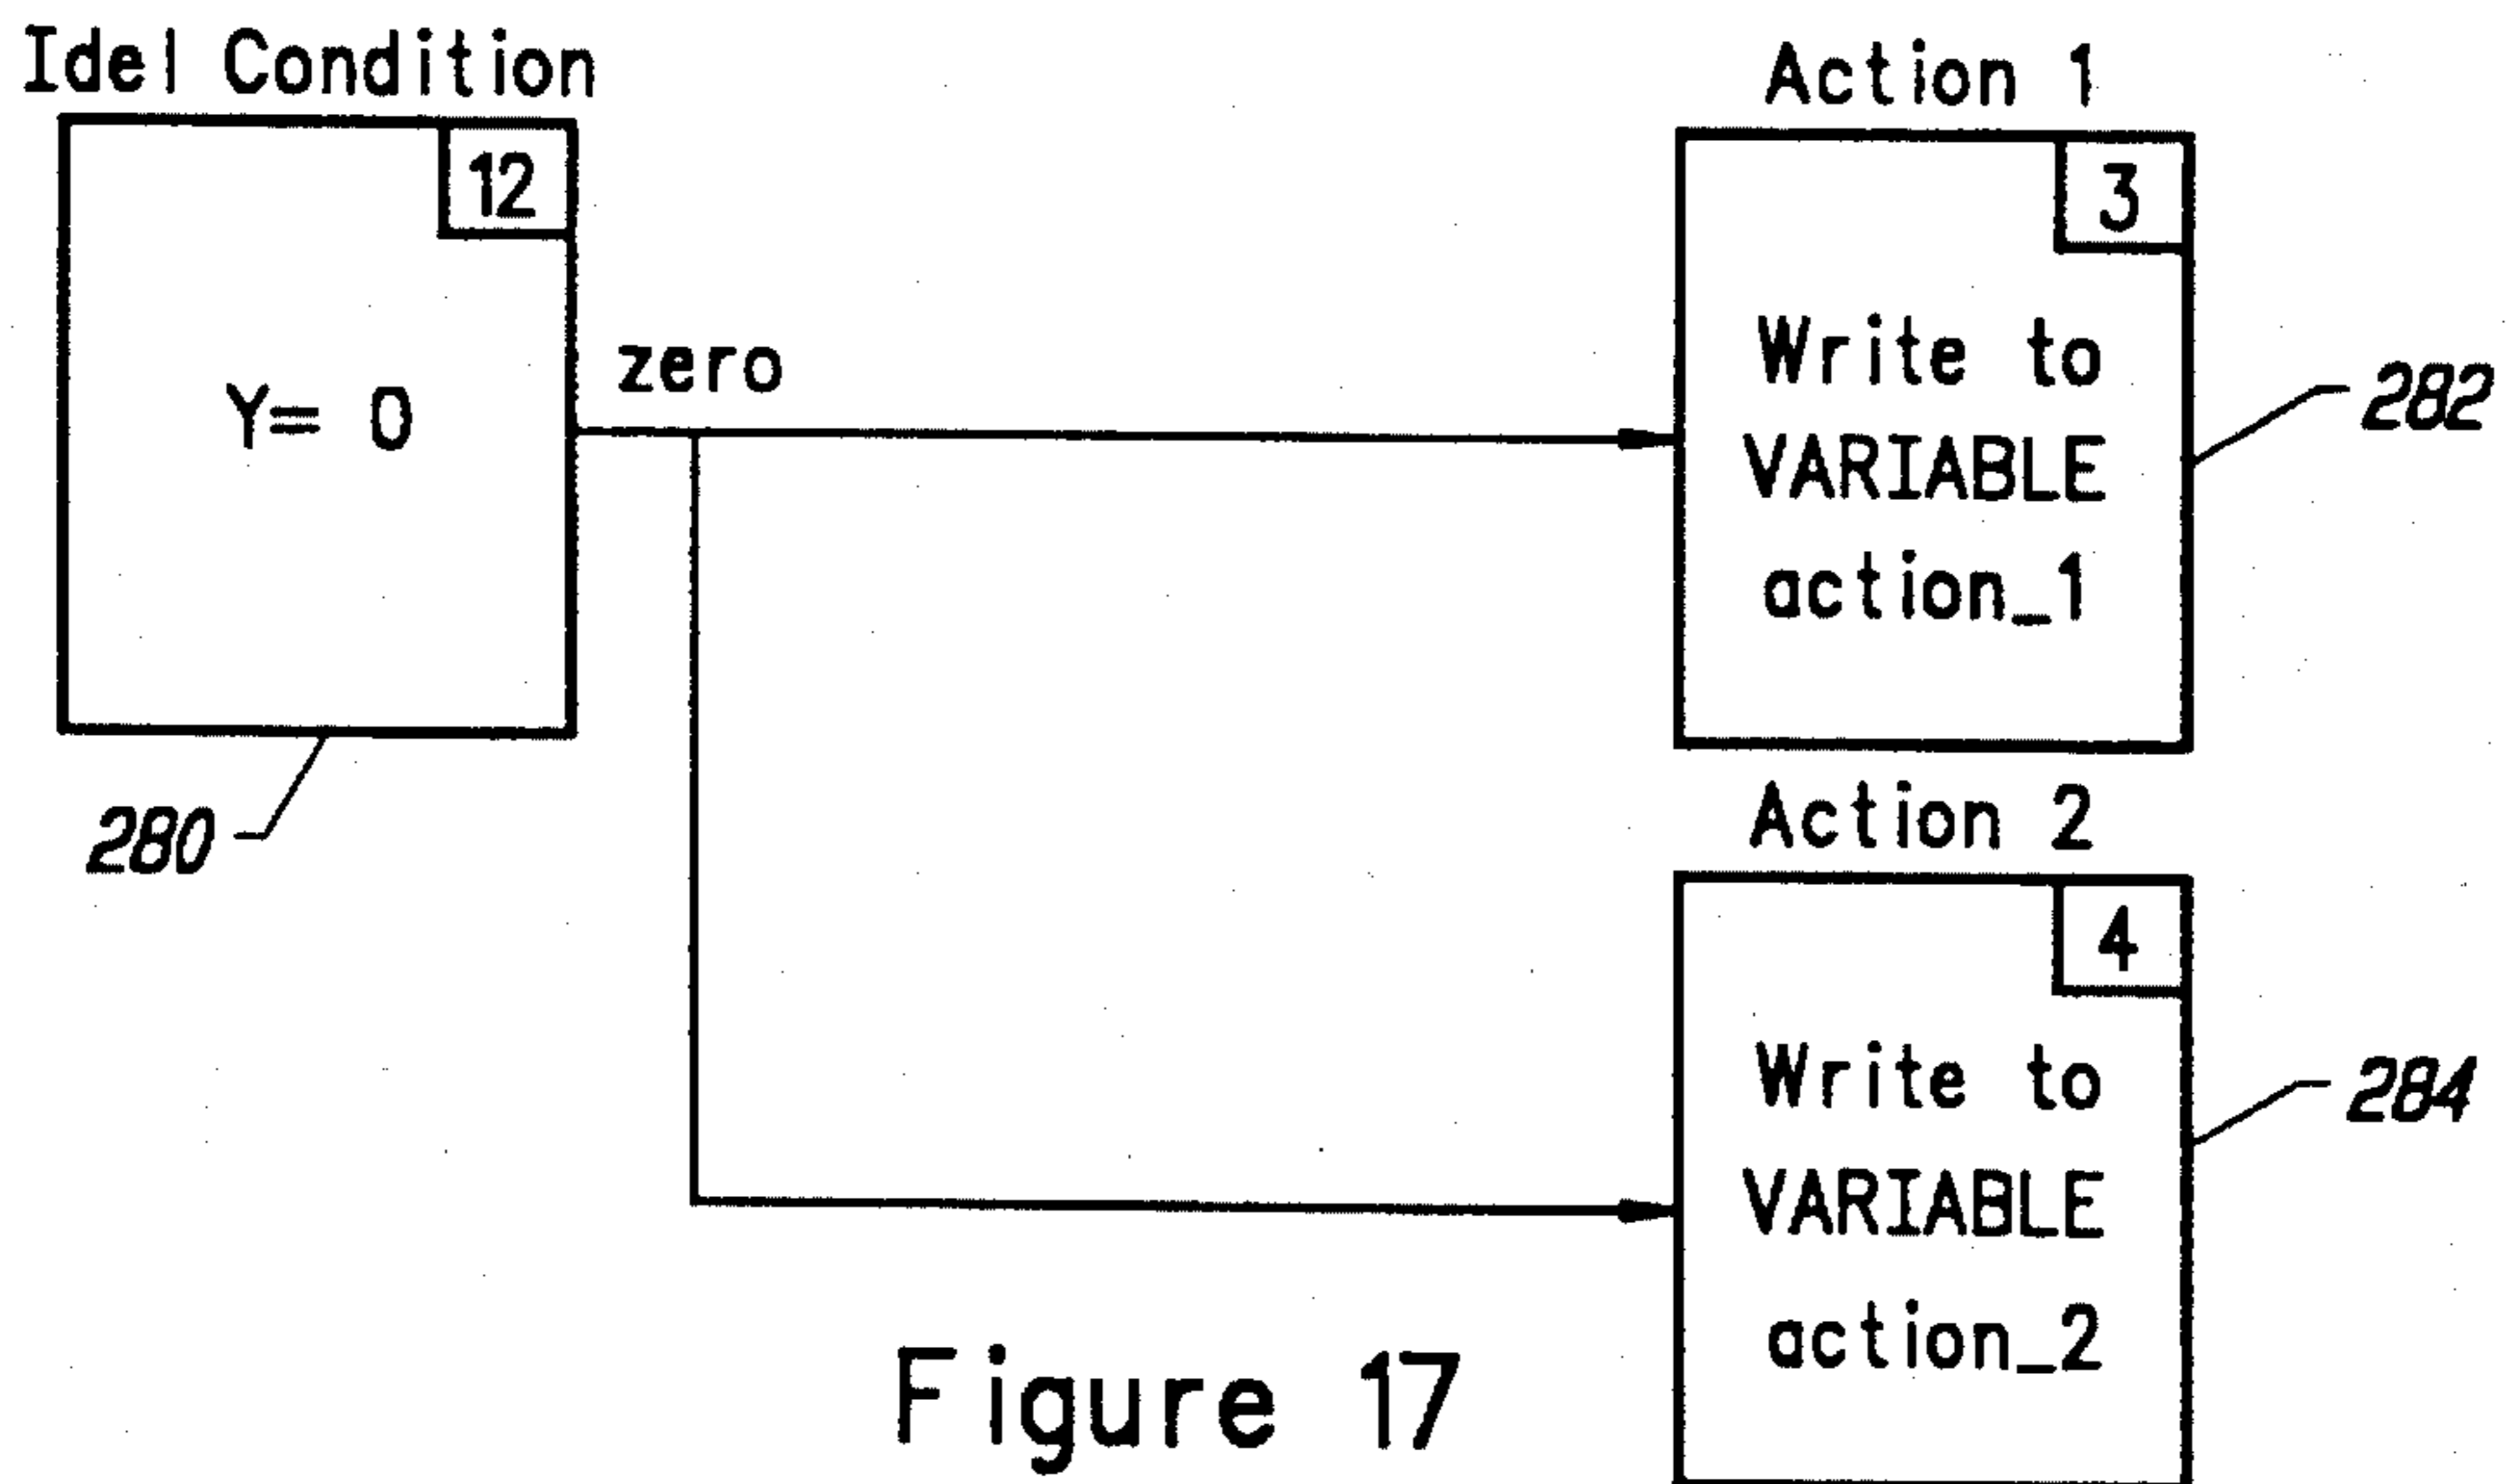 Idel Condition
12
Y= 0
280
zero
Action 1
3
Write to
VARIABLE
action_1
282
Action 2
4
Write to
VARIABLE
action_2
284
Figure 17